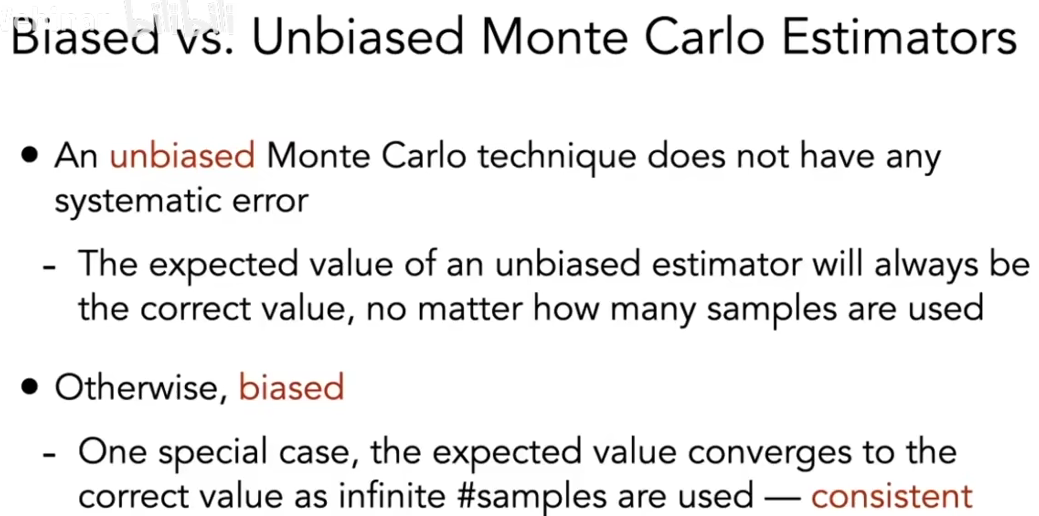 Biased vs. Unbiased Monte Carlo Estimators
● An unbiased Monte Carlo technique does not have any
systematic error
- The expected value of an unbiased estimator will always be
the correct value, no matter how many samples are used
● Otherwise, biased
- One special case, the expected value converges to the
correct value as infinite #samples are used — consistent